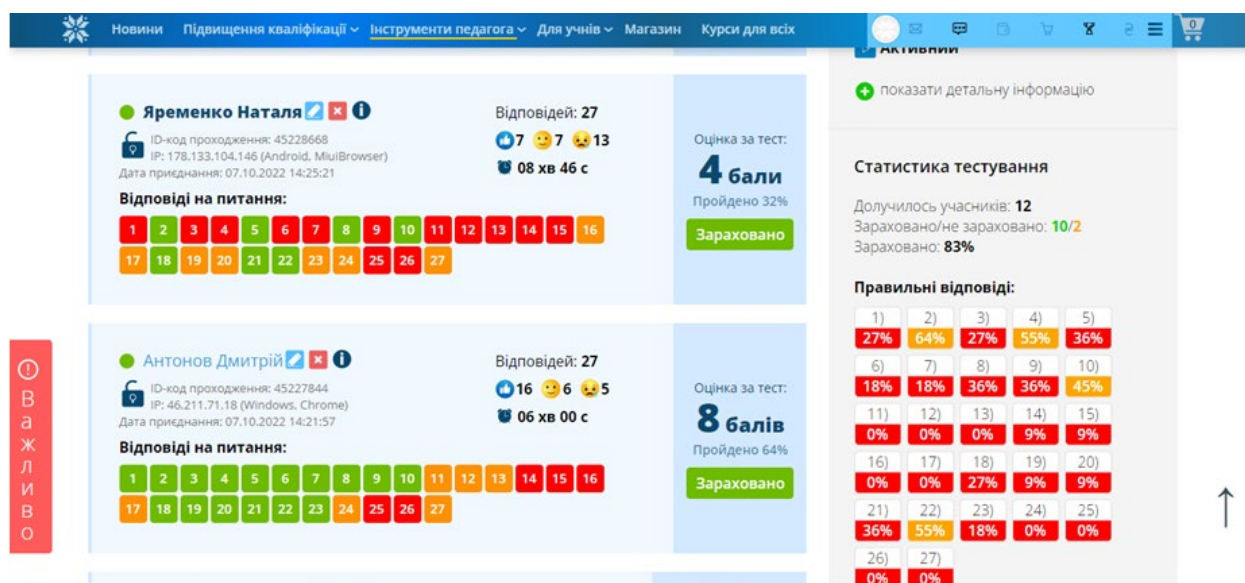 Новини Підвищення кваліфікації Інструменти педагога Для учнів Магазин Курси для всіх 0
Яременко Наталя
ID-код проходження: 45228668
IP: 178.133.104.146 (Android, MiuiBrowser)
Дата приєднання: 07.10.2022 14:25:21
Відповідей: 27
7 7 13
08 хв 46 с
Відповіді на питання:
1 2 3 4 5 6 7 8 9 10 11 12 13 14 15 16
17 18 19 20 21 22 23 24 25 26 27
Оцінка за тест:
4 бали
Пройдено 32%
Зараховано
Антонов Дмитрій
ID-код проходження: 45227844
IP: 46.211.71.18 (Windows, Chrome)
Дата приєднання: 07.10.2022 14:21:57
Відповідей: 27
16 6 5
06 хв 00 с
Відповіді на питання:
1 2 3 4 5 6 7 8 9 10 11 12 13 14 15 16
17 18 19 20 21 22 23 24 25 26 27
Оцінка за тест:
8 балів
Пройдено 64%
Зараховано
Важливо
Активний
показати детальну інформацію
Статистика тестування
Долучилось учасників: 12
Зараховано/не зараховано: 10/2
Зараховано: 83%
Правильні відповіді:
1) 2) 3) 4) 5)
27% 64% 27% 55% 36%
6) 7) 8) 9) 10)
18% 18% 36% 36% 45%
11) 12) 13) 14) 15)
0% 0% 0% 9% 9%
16) 17) 18) 19) 20)
0% 0% 27% 9% 9%
21) 22) 23) 24) 25)
36% 55% 18% 0% 0%
26) 27)
0% 0%